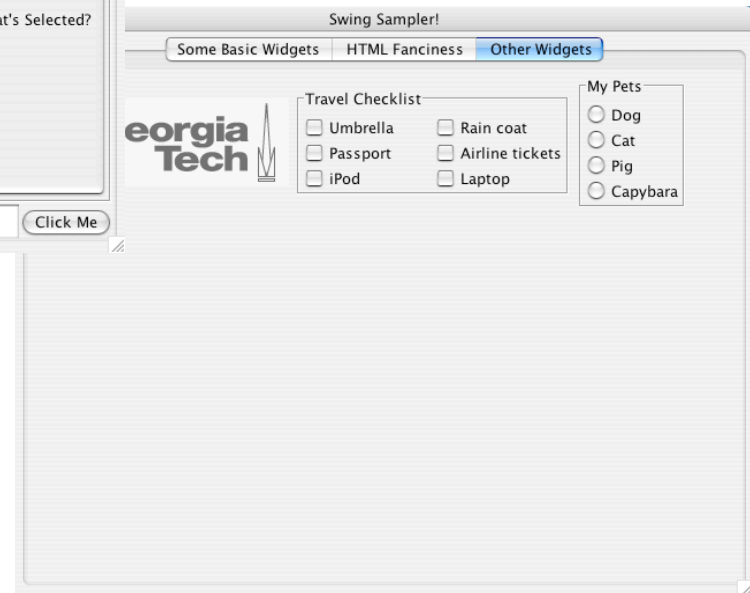 at's Selected?
Click Me
Swing Sampler!
Some Basic Widgets HTML Fanciness Other Widgets
eorgia
Tech
Travel Checklist
Umbrella Rain coat
Passport Airline tickets
iPod Laptop
My Pets
Dog
Cat
Pig
Capybara